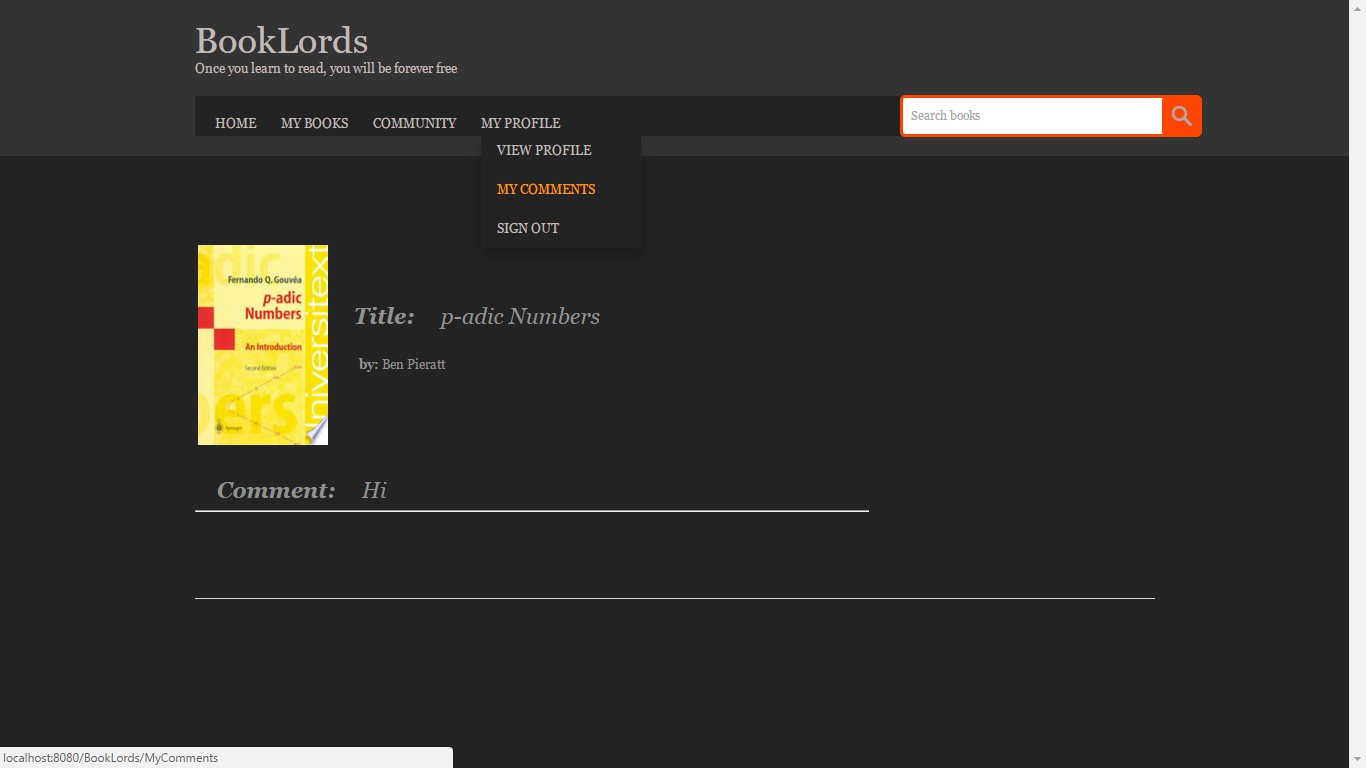 BookLords
Once you learn to read, you will be forever free
HOME MY BOOKS COMMUNITY MY PROFILE
Search books
VIEW PROFILE
MY COMMENTS
SIGN OUT
Fernando Q. Gouvêa
p-adic
Numbers
An Introduction
Second Edition
Universitext
Springer
Title: p-adic Numbers
by: Ben Pieratt
Comment: Hi
localhost:8080/BookLords/MyComments